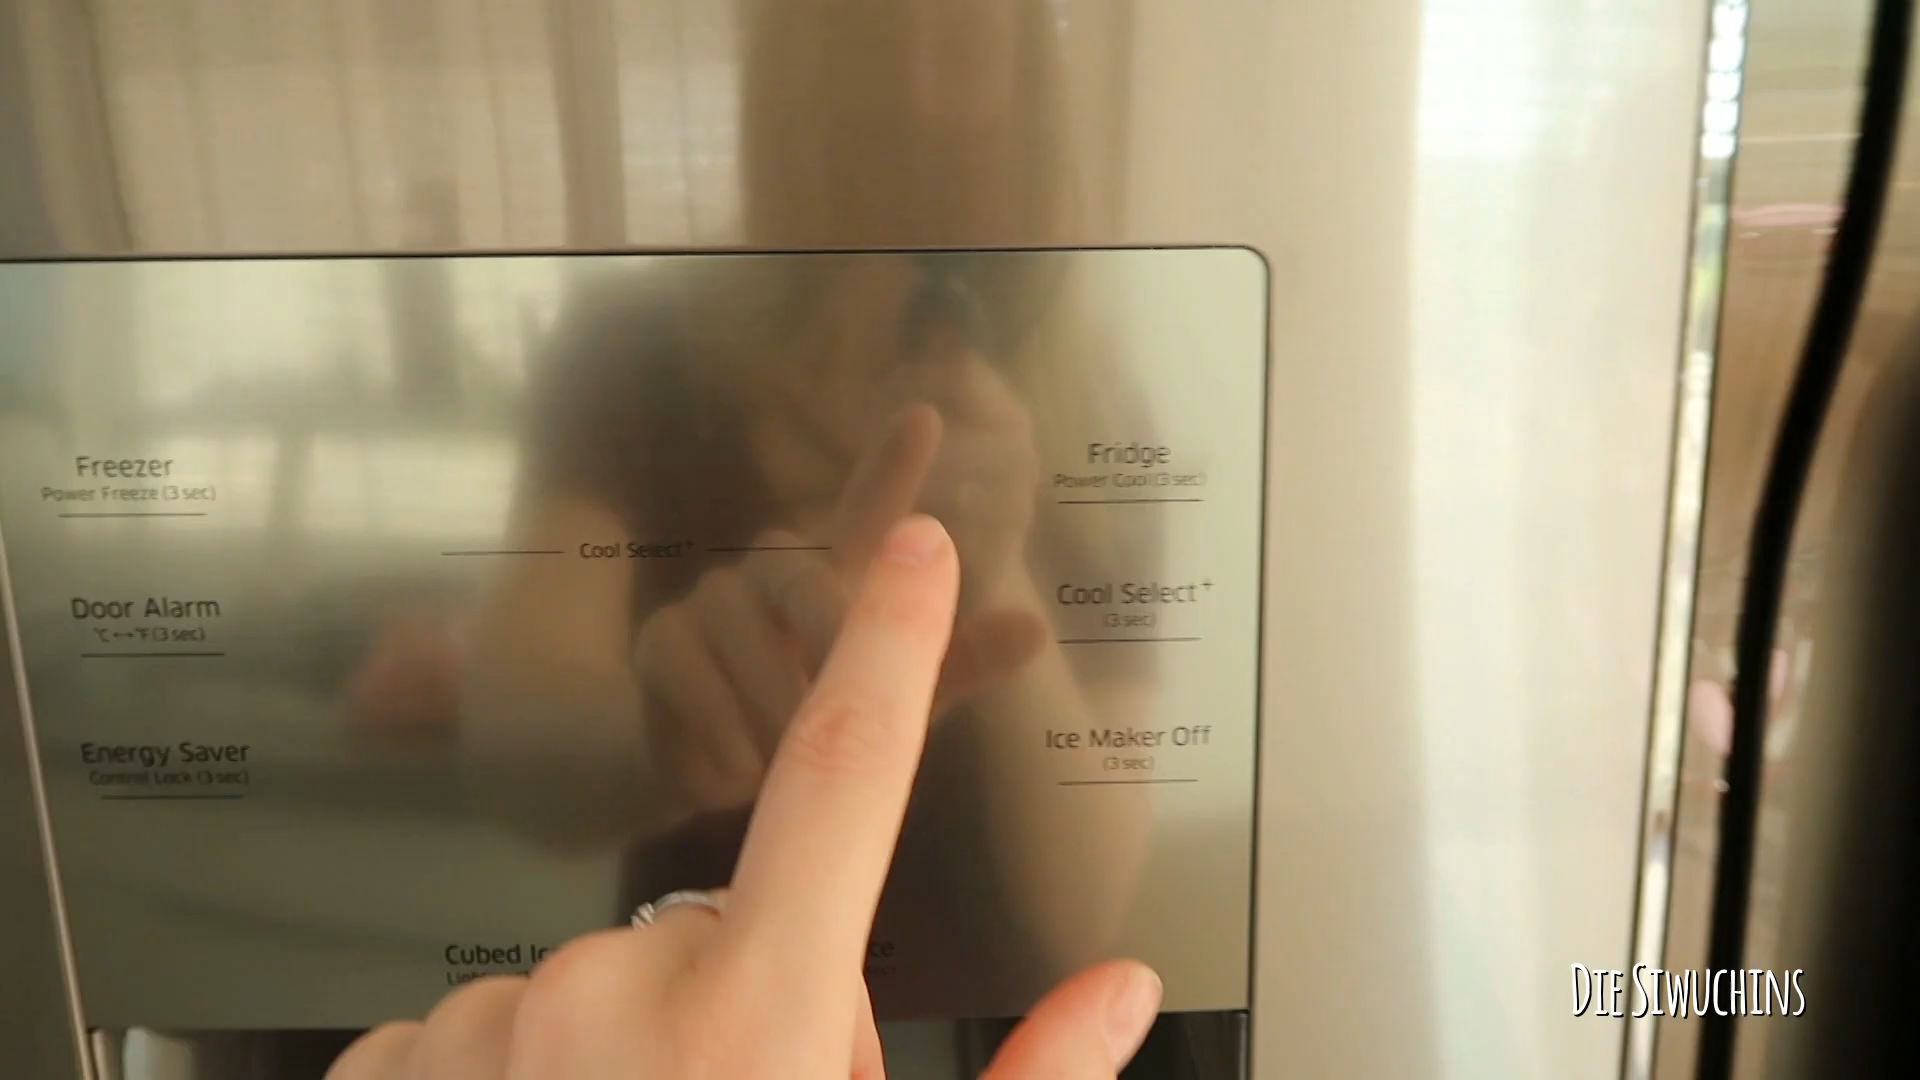 Freezer
Power Freeze (3 sec)
Fridge
Power Cool (3 sec)
Cool Select+
Door Alarm
°C↔°F (3 sec)
Cool Select+
(3 sec)
Energy Saver
Control Lock (3 sec)
Ice Maker Off
(3 sec)
Cubed
DIE SIWUCHINS